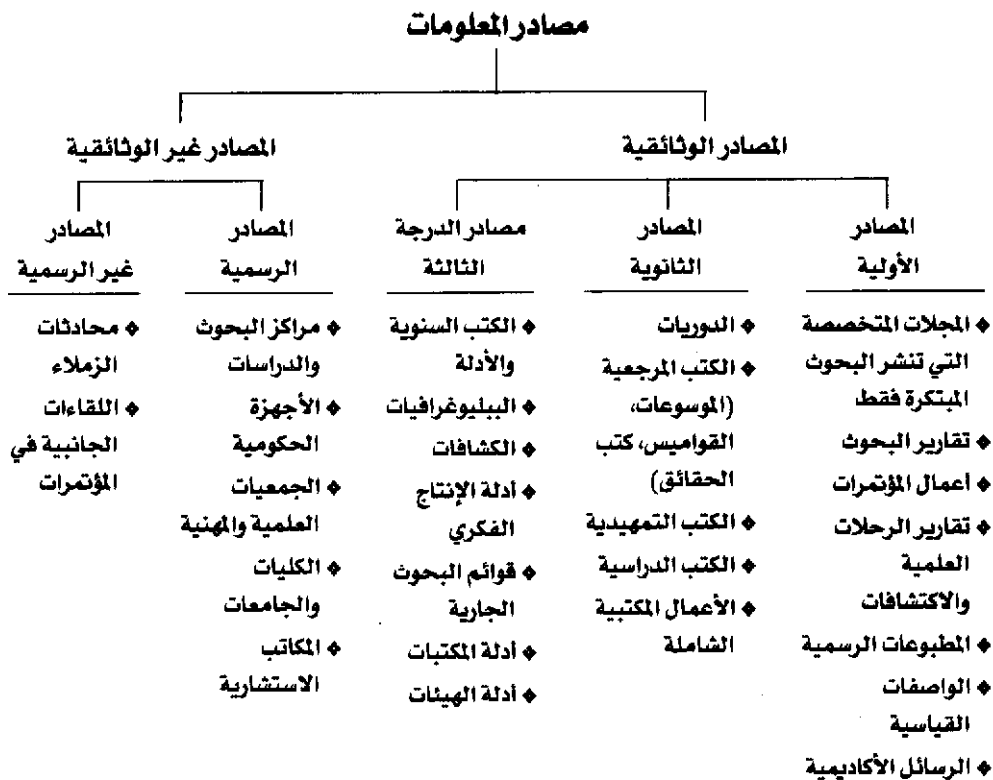 مصادر المعلومات
المصادر الوثائقية
المصادر غير الوثائقية
المصادر
الأولية
❖ المجلات المتخصصة
التي تنشر البحوث
المبتكرة فقط
❖ تقارير البحوث
❖ أعمال المؤتمرات
❖ تقارير الرحلات
العلمية
والاكتشافات
❖ المطبوعات الرسمية
❖ الواصفات
القياسية
❖ الرسائل الأكاديمية
المصادر
الثانوية
❖ الدوريات
❖ الكتب المرجعية
(الموسوعات،
القواميس، كتب
الحقائق)
❖ الكتب التمهيدية
❖ الكتب الدراسية
❖ الأعمال المكتبية
الشاملة
مصادر الدرجة
الثالثة
❖ الكتب السنوية
والأدلة
❖ الببليوغرافيات
❖ الكشافات
❖ أدلة الإنتاج
الفكري
❖ قوائم البحوث
الجارية
❖ أدلة المكتبات
❖ أدلة الهيئات
المصادر
الرسمية
❖ مراكز البحوث
والدراسات
❖ الأجهزة
الحكومية
❖ الجمعيات
العلمية والمهنية
❖ الكليات
والجامعات
❖ المكاتب
الاستشارية
المصادر
غير الرسمية
❖ محادثات
الزملاء
❖ اللقاءات
الجانبية في
المؤتمرات